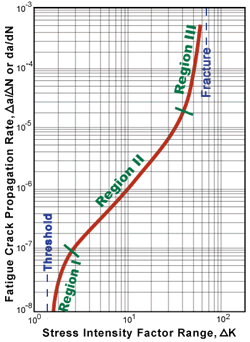 10-3
Region III
Fracture
10-4
10-5
Region II
10-6
10-7
Threshold
Region I
10-8
100
101
102
Fatigue Crack Propagation Rate, Δa/ΔN or da/dN
Stress Intensity Factor Range, ΔK